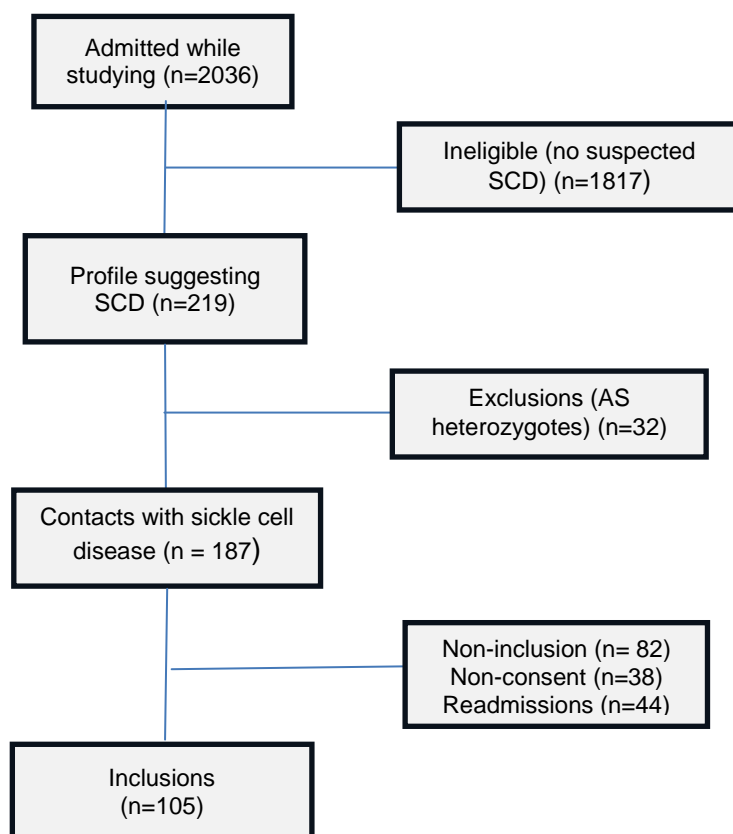 Admitted while
studying (n=2036)
Ineligible (no suspected
SCD) (n=1817)
Profile suggesting
SCD (n=219)
Exclusions (AS
heterozygotes) (n=32)
Contacts with sickle cell
disease (n = 187)
Non-inclusion (n= 82)
Non-consent (n=38)
Readmissions (n=44)
Inclusions
(n=105)